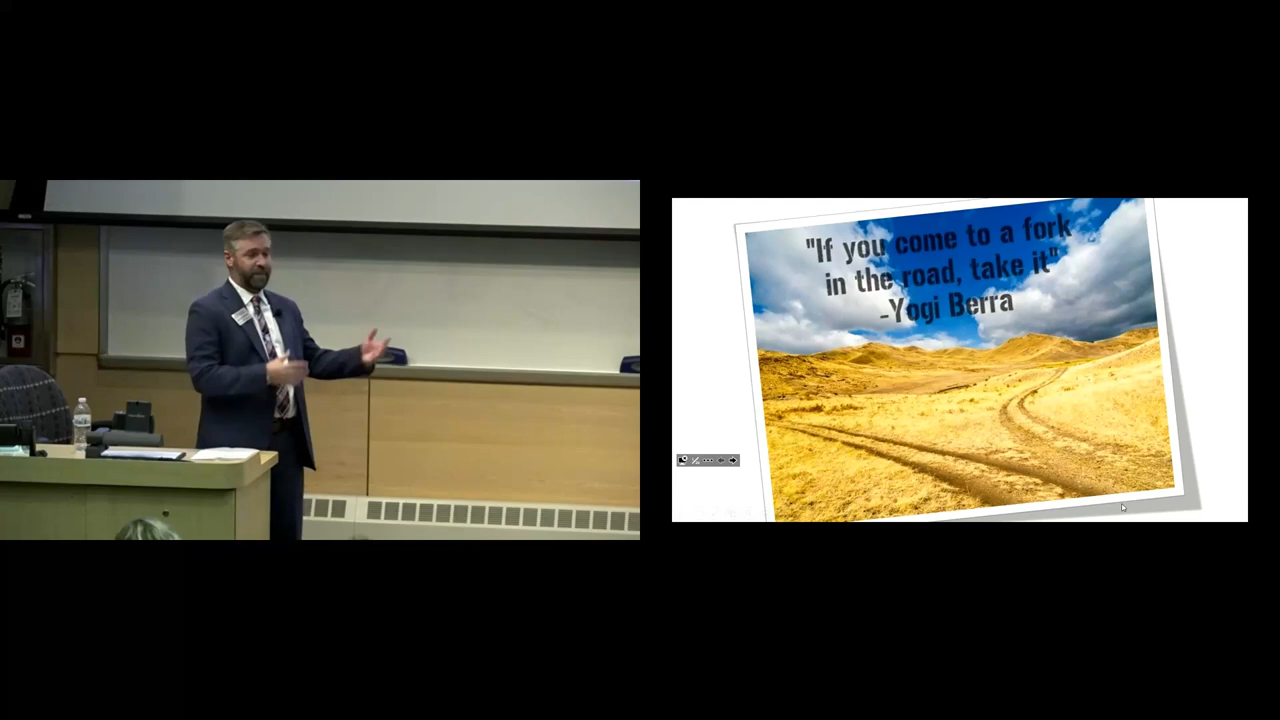 "If you come to a fork
in the road, take it"
-Yogi Berra